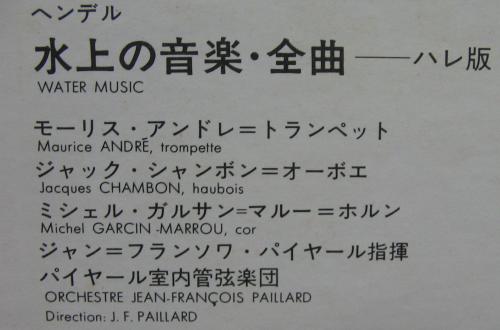 ヘンデル
水上の音楽・全曲——ハレ版
WATER MUSIC
モーリス・アンドレ=トランペット
Maurice ANDRÉ, trompette
ジャック・シャンボン=オーボエ
Jacques CHAMBON, haubois
ミシェル・ガルサン=マルー=ホルン
Michel GARCIN-MARROU, cor
ジャン=フランソワ・パイヤール指揮
パイヤール室内管弦楽団
ORCHESTRE JEAN-FRANÇOIS PAILLARD
Direction: J. F. PAILLARD